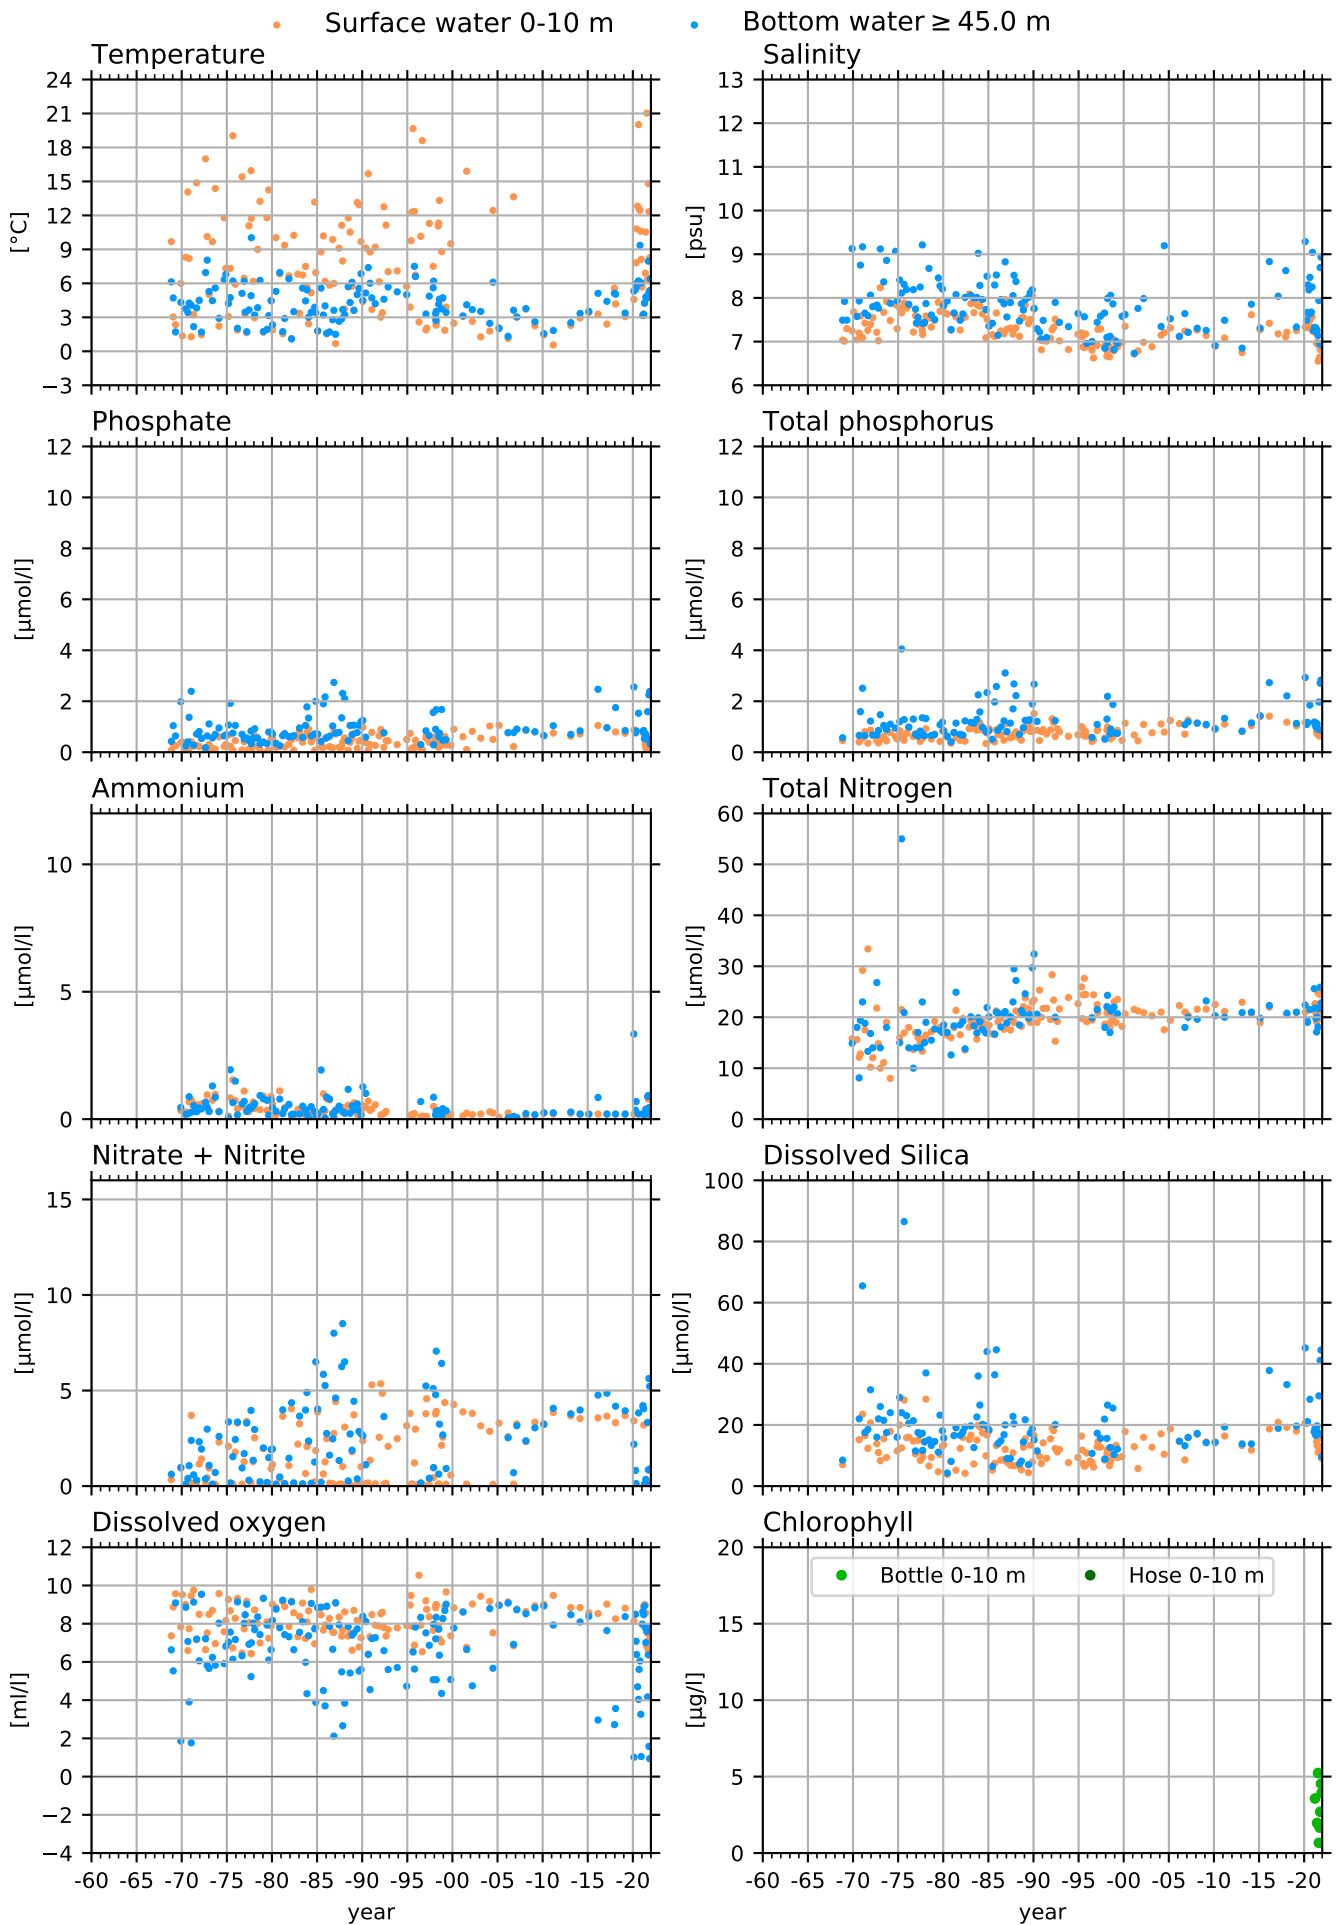 Surface water 0-10 m Bottom water ≥ 45.0 m
Temperature Salinity
24 13
21 12
18 11
15 10
12 9
9 8
6 7
3 6
0
−3
[°C] [psu]
Phosphate Total phosphorus
12 12
10 10
8 8
6 6
4 4
2 2
0 0
[µmol/l] [µmol/l]
Ammonium Total Nitrogen
10 60
5 50
0 40
30
20
10
0
[µmol/l] [µmol/l]
Nitrate + Nitrite Dissolved Silica
15 100
10 80
5 60
0 40
20
0
[µmol/l] [µmol/l]
Dissolved oxygen Chlorophyll
12 20
10 15
8 10
6 5
4 0
2
0
−2
−4
[ml/l] [µg/l]
Bottle 0-10 m Hose 0-10 m
-60 -65 -70 -75 -80 -85 -90 -95 -00 -05 -10 -15 -20 -60 -65 -70 -75 -80 -85 -90 -95 -00 -05 -10 -15 -20
year year